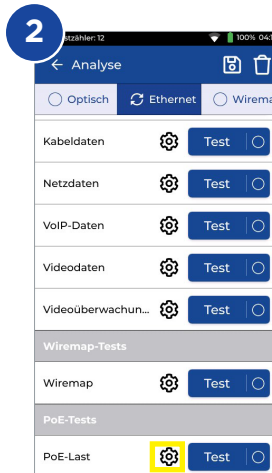 2
stzähler: 12
100% 04:
Analyse
Optisch
Ethernet
Wirema
Kabeldaten
Test
Netzdaten
Test
VoIP-Daten
Test
Videodaten
Test
Videoüberwachun...
Test
Wiremap-Tests
Wiremap
Test
PoE-Tests
PoE-Last
Test